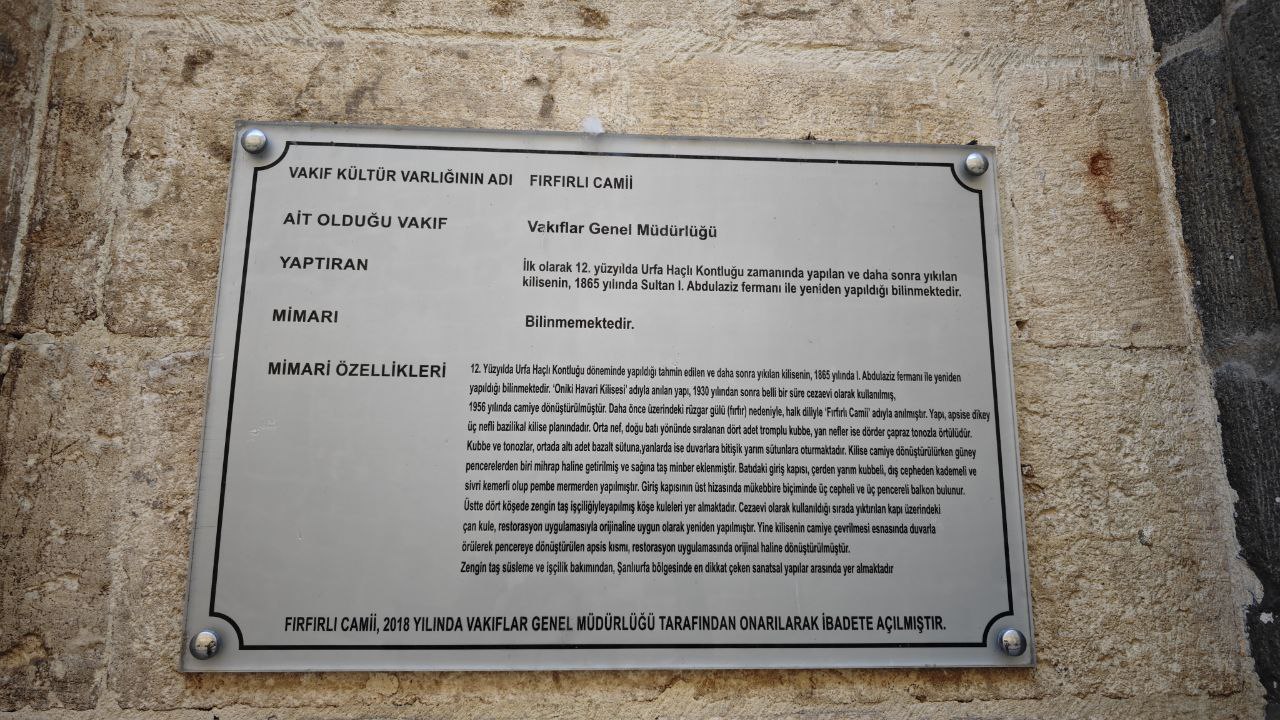 VAKIF KÜLTÜR VARLIĞININ ADI FIRFIRLI CAMİİ
AİT OLDUĞU VAKIF Vakıflar Genel Müdürlüğü
YAPTIRAN İlk olarak 12. yüzyılda Urfa Haçlı Kontluğu zamanında yapılan ve daha sonra yıkılan
kilisenin, 1865 yılında Sultan I. Abdulaziz fermanı ile yeniden yapıldığı bilinmektedir.
MİMARI Bilinmemektedir.
MİMARİ ÖZELLİKLERİ 12. Yüzyılda Urfa Haçlı Kontluğu döneminde yapıldığı tahmin edilen ve daha sonra yıkılan kilisenin, 1865 yılında I. Abdulaziz fermanı ile yeniden
yapıldığı bilinmektedir. 'Oniki Havari Kilisesi' adıyla anılan yapı, 1930 yılından sonra belli bir süre cezaevi olarak kullanılmış,
1956 yılında camiye dönüştürülmüştür. Daha önce üzerindeki rüzgar gülü (fırfır) nedeniyle, halk diliyle 'Fırfırlı Camii' adıyla anılmıştır. Yapı, apsise dikey
üç nefli bazilikal kilise planındadır. Orta nef, doğu batı yönünde sıralanan dört adet tromplu kubbe, yan nefler ise dörder çapraz tonozla örtülüdür.
Kubbe ve tonozlar, ortada altı adet bazalt sütuna,yanlarda ise duvarlara bitişik yarım sütunlara oturmaktadır. Kilise camiye dönüştürülürken güney
pencerelerden biri mihrap haline getirilmiş ve sağına taş minber eklenmiştir. Batıdaki giriş kapısı, çerden yarım kubbeli, dış cepheden kademeli ve
sivri kemerli olup pembe mermerden yapılmıştır. Giriş kapısının üst hizasında mükebbire biçiminde üç cepheli ve üç pencereli balkon bulunur.
Üstte dört köşede zengin taş işçiliğiyleyapılmış köşe kuleleri yer almaktadır. Cezaevi olarak kullanıldığı sırada yıktırılan kapı üzerindeki
çan kule, restorasyon uygulamasıyla orijinaline uygun olarak yeniden yapılmıştır. Yine kilisenin camiye çevrilmesi esnasında duvarla
örülerek pencereye dönüştürülen apsis kısmı, restorasyon uygulamasında orijinal haline dönüştürülmüştür.
Zengin taş süsleme ve işçilik bakımından, Şanlıurfa bölgesinde en dikkat çeken sanatsal yapılar arasında yer almaktadır
FIRFIRLI CAMİİ, 2018 YILINDA VAKIFLAR GENEL MÜDÜRLÜĞÜ TARAFINDAN ONARILARAK İBADETE AÇILMIŞTIR.